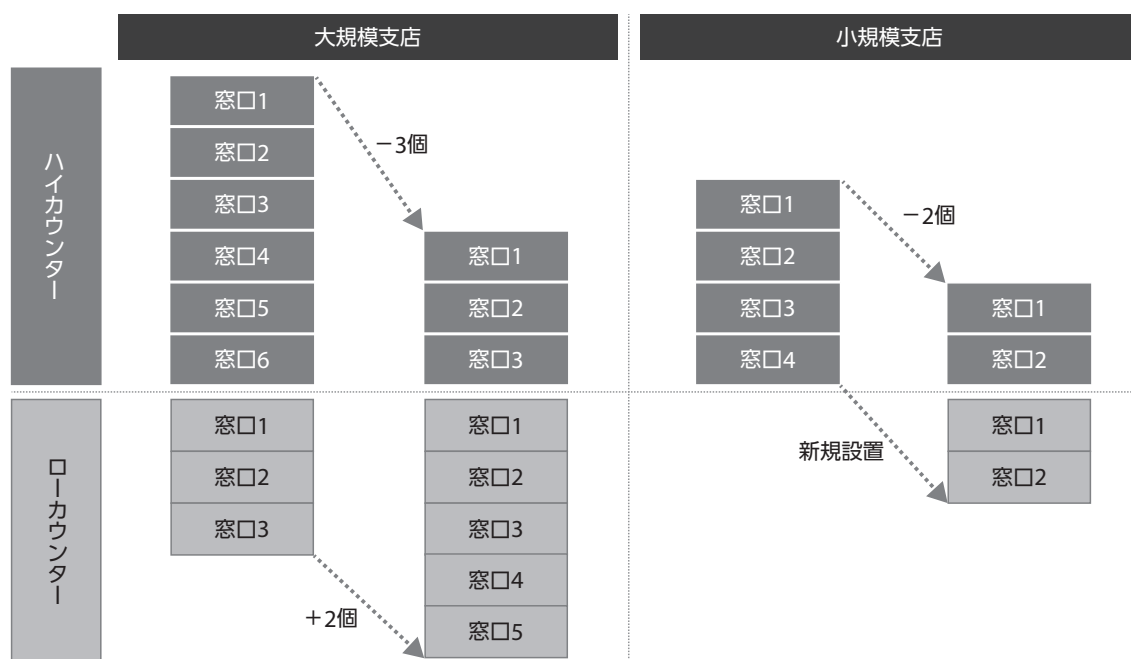 大規模支店
小規模支店
ハイカウンター
窓口1
窓口2
窓口3
窓口4
窓口5
窓口6
－3個
窓口1
窓口2
窓口3
窓口1
窓口2
窓口3
窓口4
－2個
窓口1
窓口2
ローカウンター
窓口1
窓口2
窓口3
＋2個
窓口1
窓口2
窓口3
窓口4
窓口5
新規設置
窓口1
窓口2